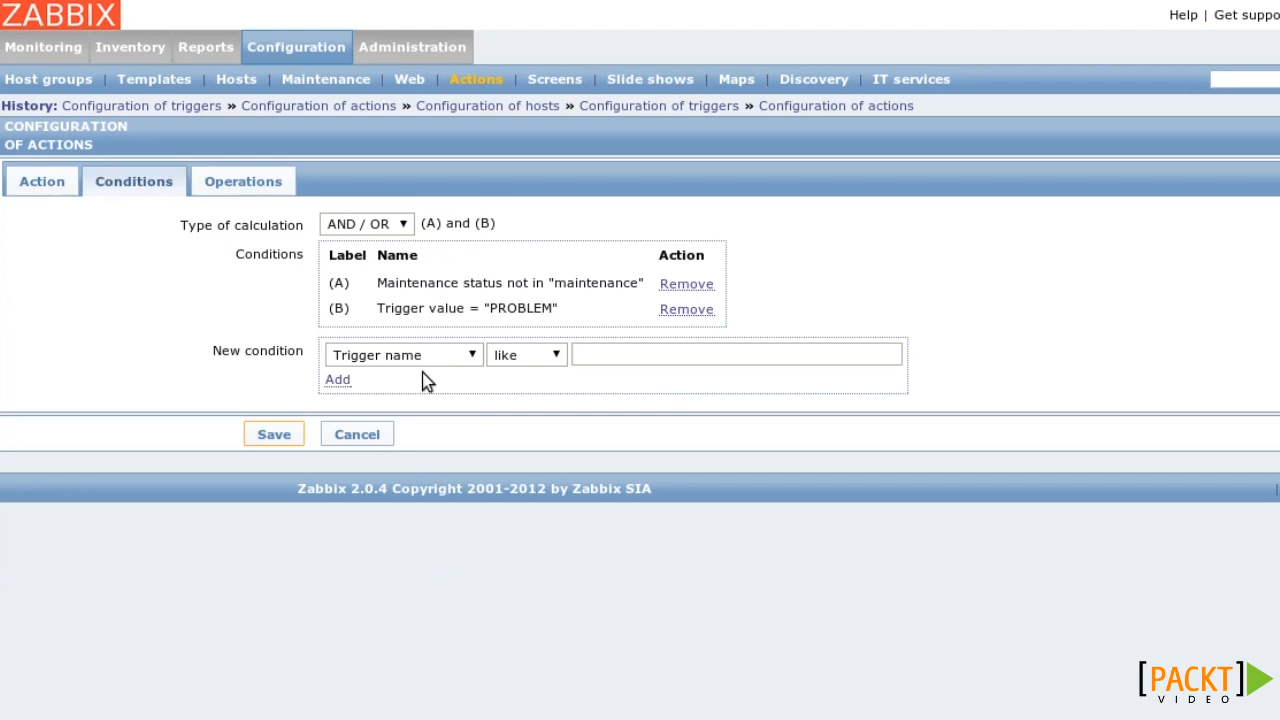 ZABBIX
Help | Get suppo
Monitoring Inventory Reports Configuration Administration
Host groups | Templates | Hosts | Maintenance | Web | Actions | Screens | Slide shows | Maps | Discovery | IT services
History: Configuration of triggers » Configuration of actions » Configuration of hosts » Configuration of triggers » Configuration of actions
CONFIGURATION
OF ACTIONS
Action Conditions Operations
Type of calculation AND / OR ▼ (A) and (B)
Conditions Label Name Action
(A) Maintenance status not in "maintenance" Remove
(B) Trigger value = "PROBLEM" Remove
New condition Trigger name ▼ like ▼
Add
Save Cancel
Zabbix 2.0.4 Copyright 2001-2012 by Zabbix SIA
[PACKT]
VIDEO